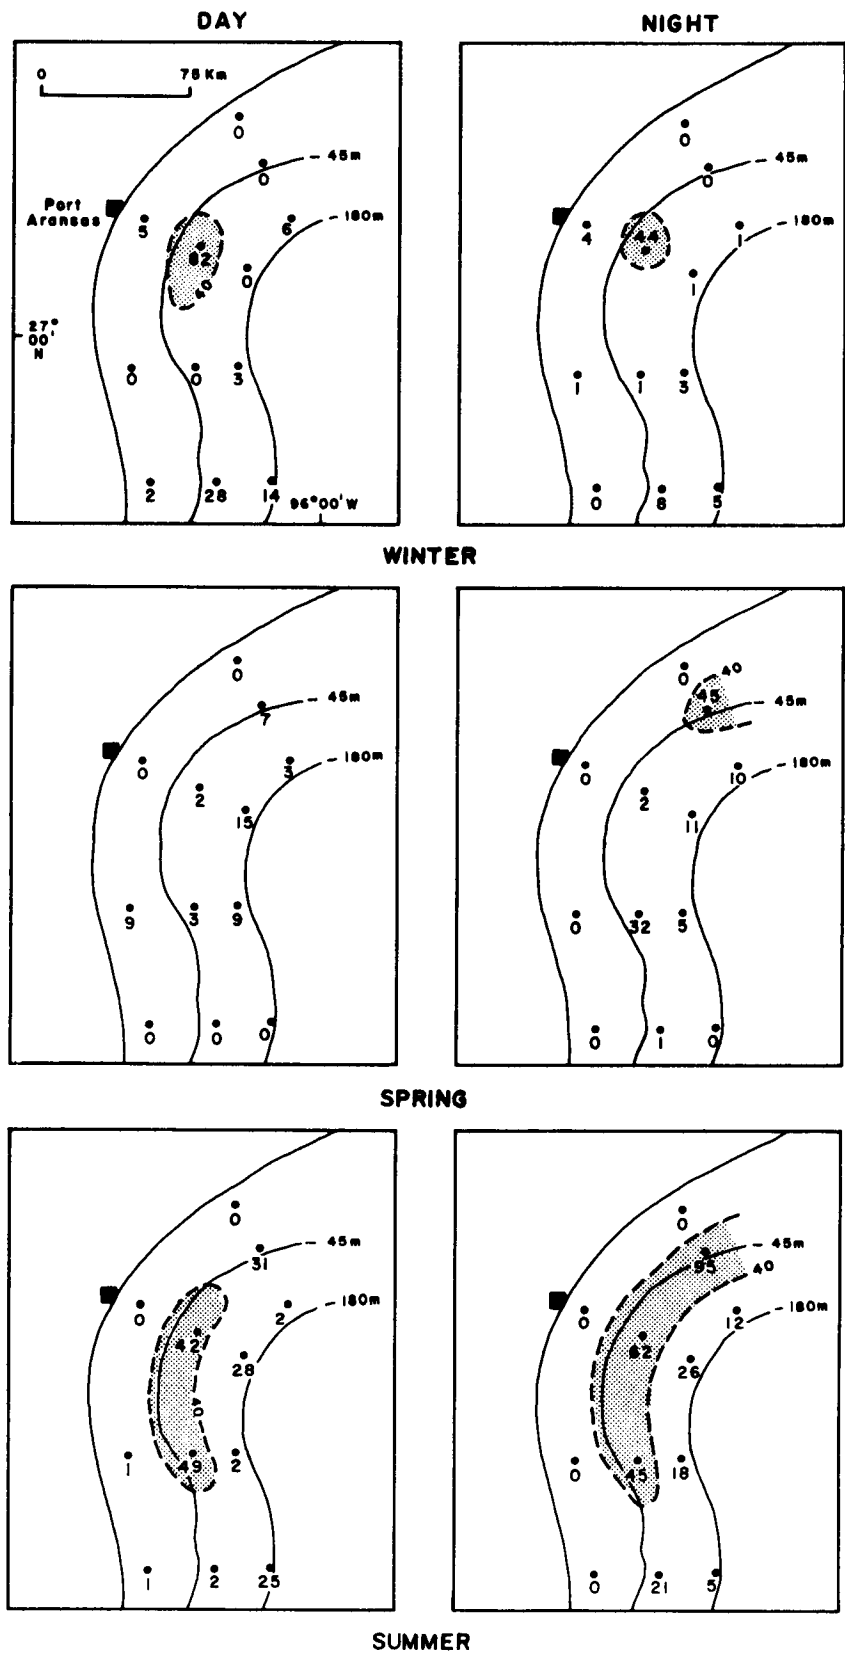 DAY
NIGHT
0 75 Km
0
- 45m
0
Port
Aransas
5
6
- 180m
0
40
27°
00'
N
0 0 3
2 28 14
96°00'W
0
- 45m
0
4
44
1
- 180m
1
1 1 3
0 8 5
WINTER
0
- 45m
7
0
3
- 180m
2
15
9 3 9
0 0 0
0
40
45
- 45m
0
10
- 180m
2
11
0 32 5
0 1 0
SPRING
0
- 45m
31
0
2
- 180m
42
28
40
1 49 2
1 2 25
0
- 45m
95
40
0
12
- 180m
26
0 45 18
0 21 5
SUMMER